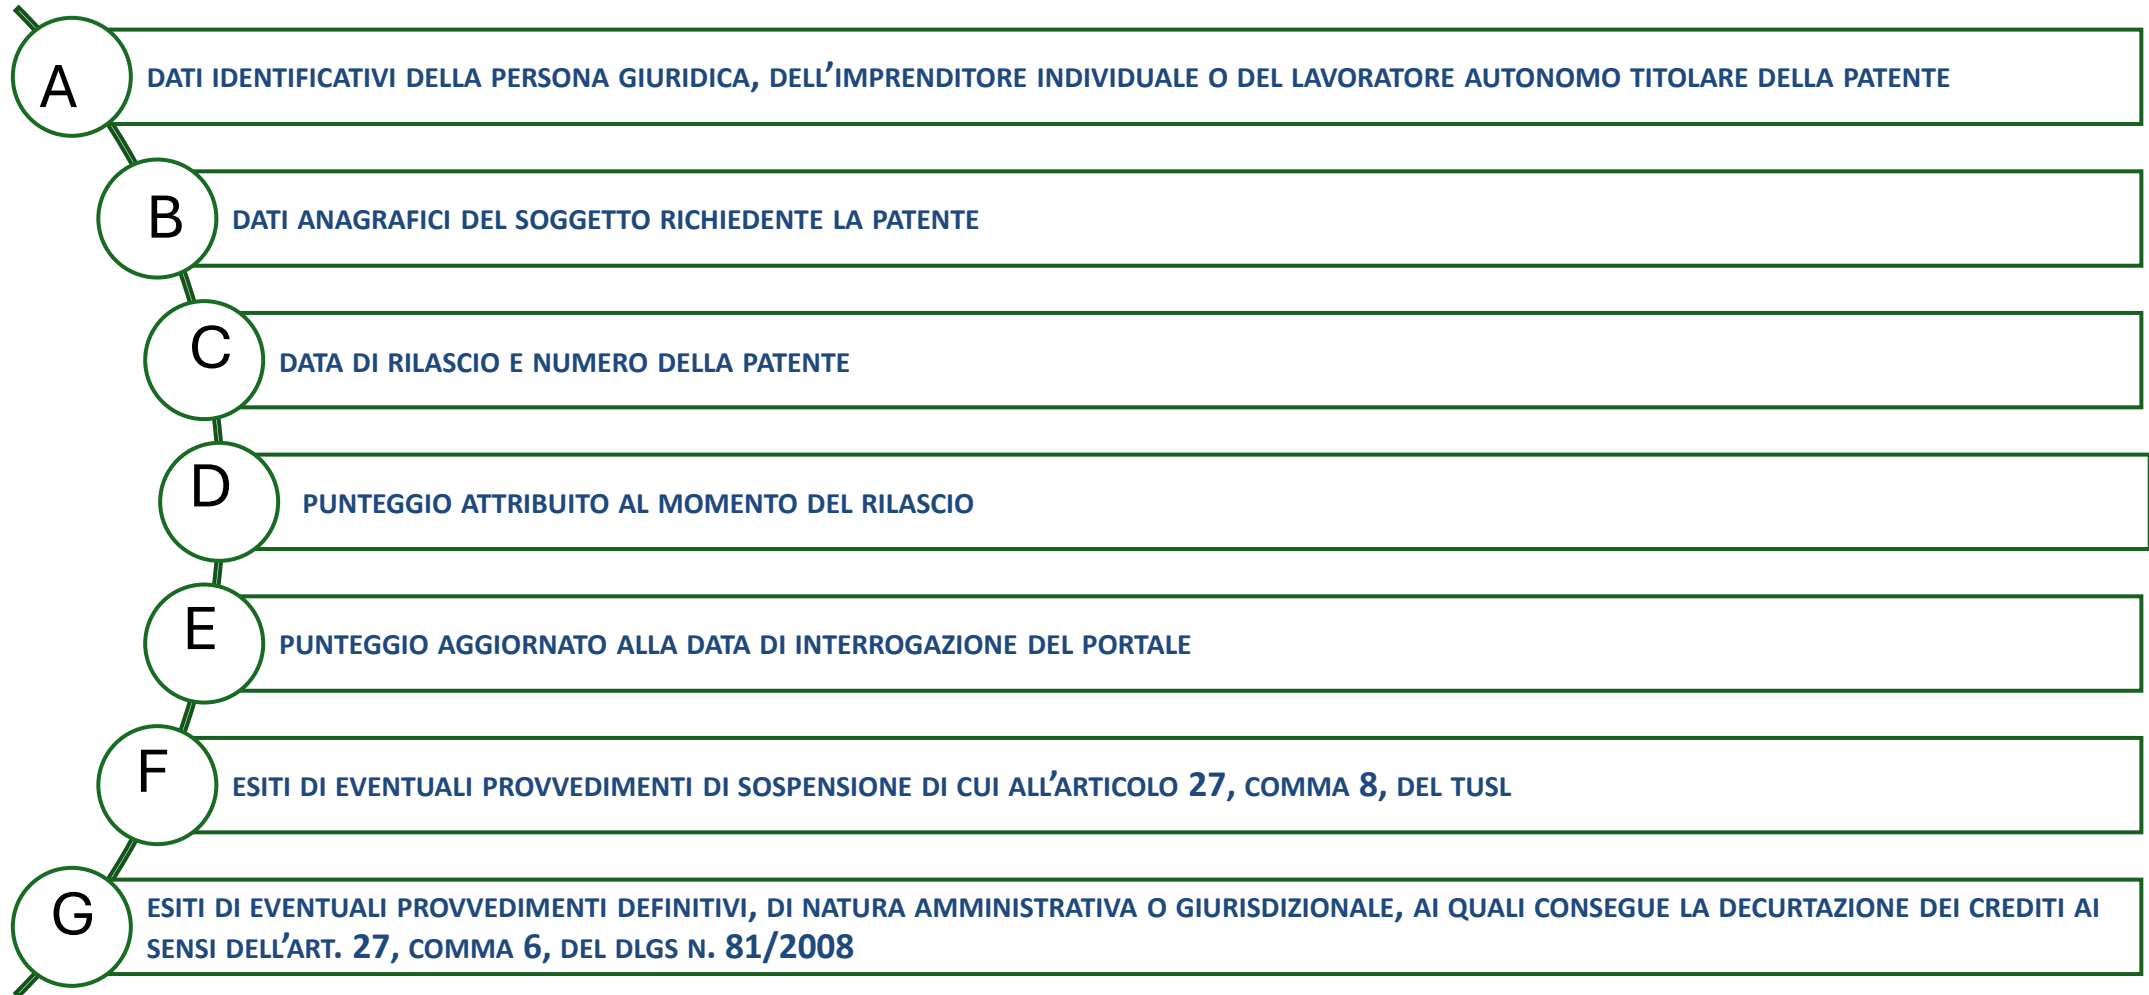 A
DATI IDENTIFICATIVI DELLA PERSONA GIURIDICA, DELL'IMPRENDITORE INDIVIDUALE O DEL LAVORATORE AUTONOMO TITOLARE DELLA PATENTE
B
DATI ANAGRAFICI DEL SOGGETTO RICHIEDENTE LA PATENTE
C
DATA DI RILASCIO E NUMERO DELLA PATENTE
D
PUNTEGGIO ATTRIBUITO AL MOMENTO DEL RILASCIO
E
PUNTEGGIO AGGIORNATO ALLA DATA DI INTERROGAZIONE DEL PORTALE
F
ESITI DI EVENTUALI PROVVEDIMENTI DI SOSPENSIONE DI CUI ALL'ARTICOLO 27, COMMA 8, DEL TUSL
G
ESITI DI EVENTUALI PROVVEDIMENTI DEFINITIVI, DI NATURA AMMINISTRATIVA O GIURISDIZIONALE, AI QUALI CONSEGUE LA DECURTAZIONE DEI CREDITI AI
SENSI DELL'ART. 27, COMMA 6, DEL DLGS N. 81/2008